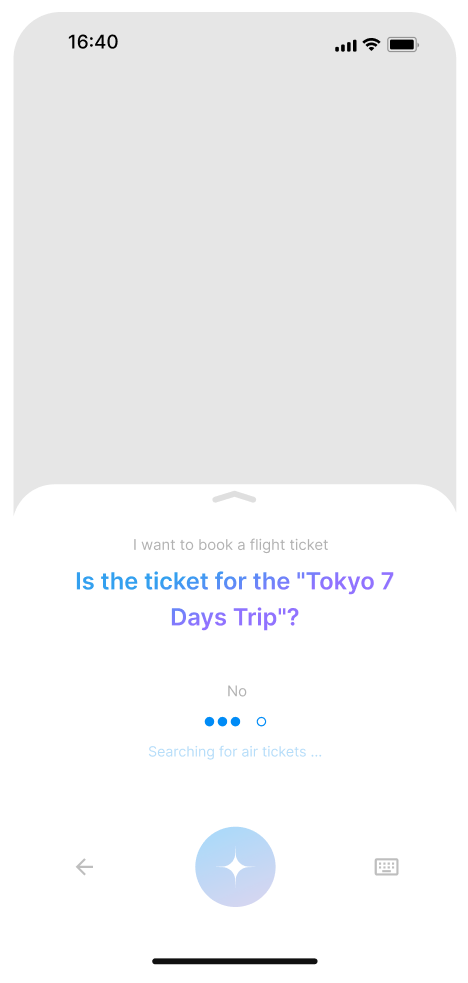 16:40
I want to book a flight ticket
Is the ticket for the "Tokyo 7
Days Trip"?
No
Searching for air tickets ...